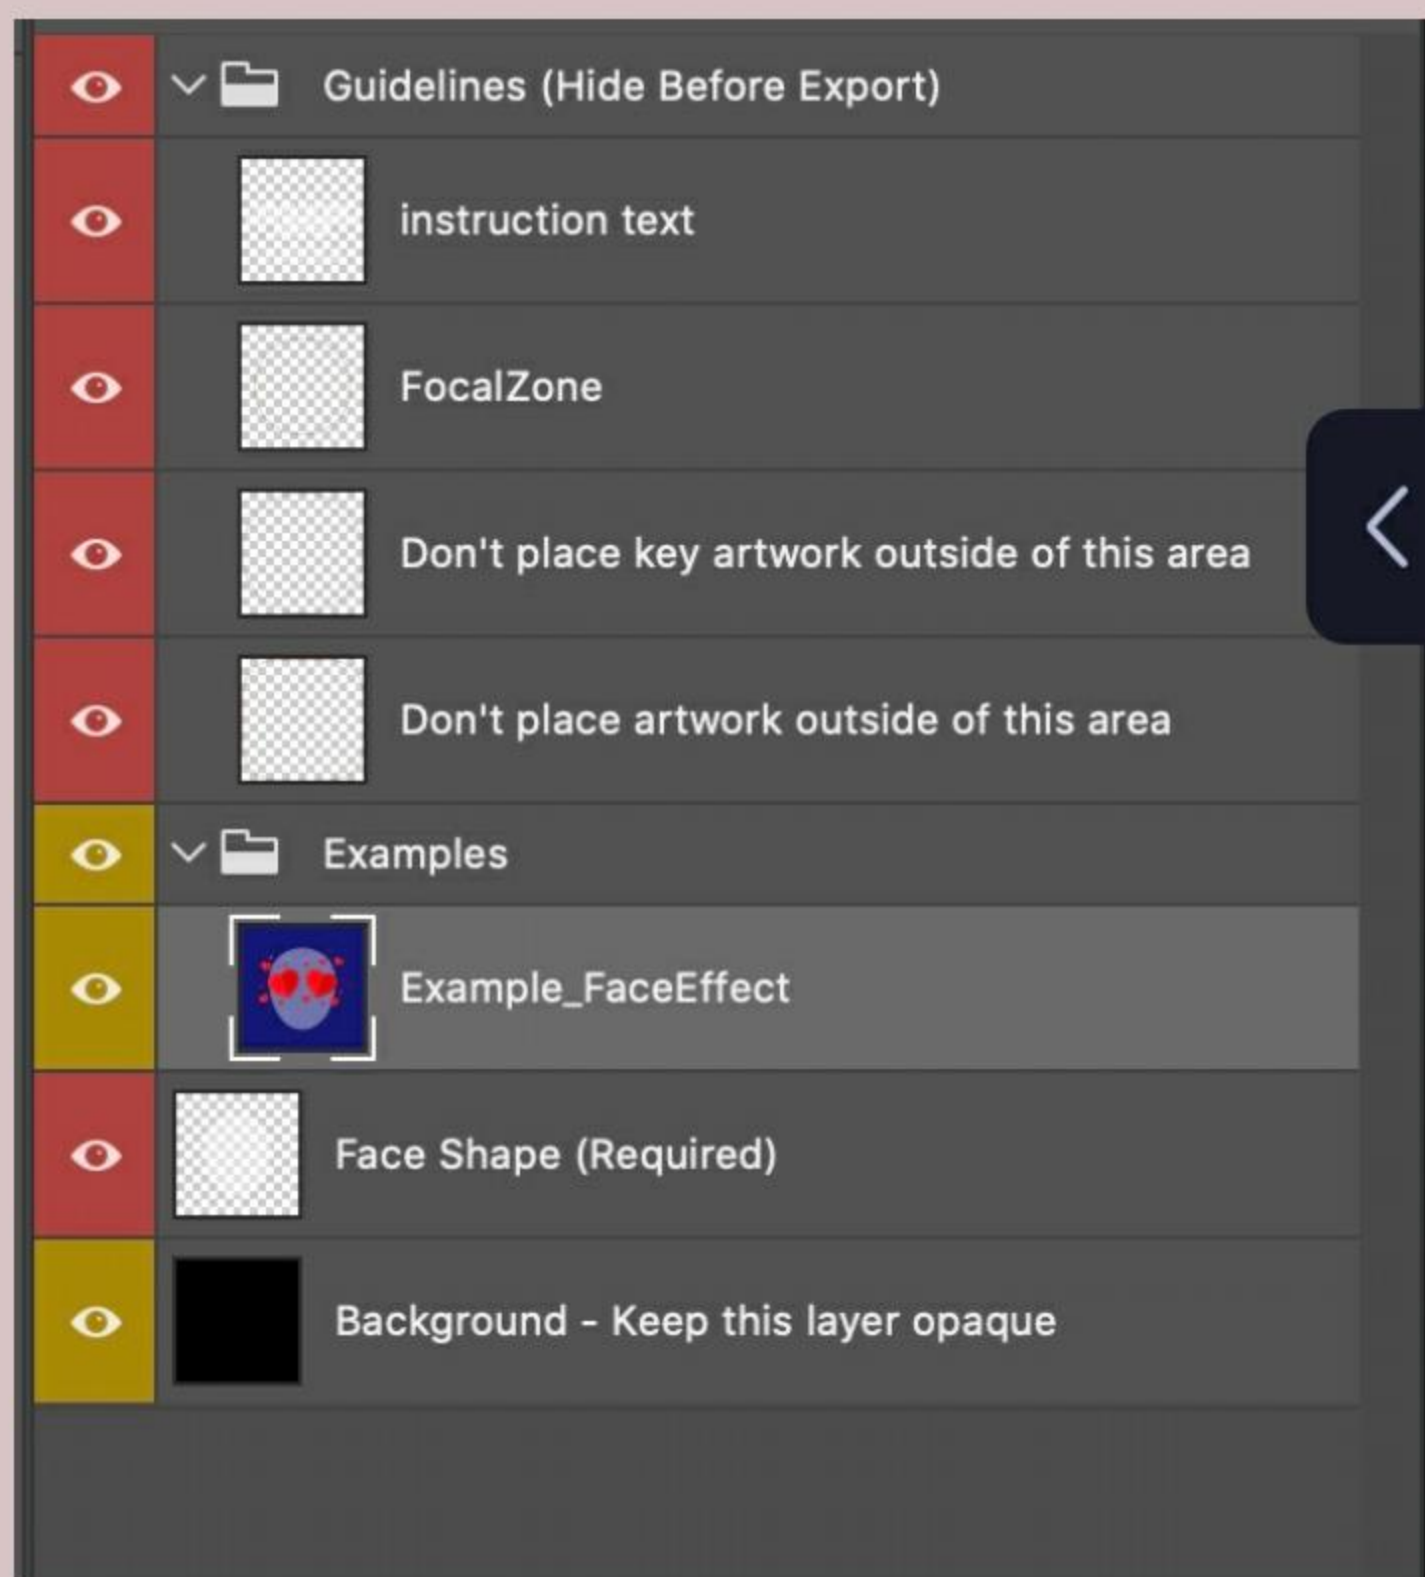 Guidelines (Hide Before Export)
instruction text
FocalZone
Don't place key artwork outside of this area
Don't place artwork outside of this area
Examples
Example_FaceEffect
Face Shape (Required)
Background - Keep this layer opaque